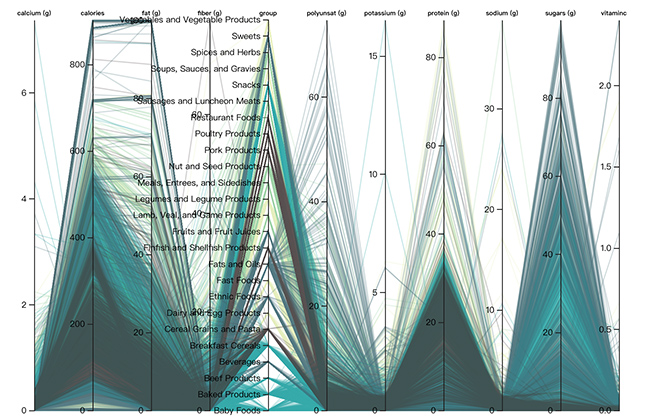 calcium (g) calories fat (g) fiber (g) group polyunsat (g) potassium (g) protein (g) sodium (g) sugars (g) vitaminc
Vegetables and Vegetable Products
Sweets
Spices and Herbs
15
Soups, Sauces, and Gravies
80
800
Snacks
2.0
6
60
80
80
Sausages and Luncheon Meats
30
80
Restaurant Foods
Poultry Products
60
600
Pork Products
Nut and Seed Products
1.5
10
60
60
Meals, Entrees, and Sidedishes
4
Legumes and Legume Products
40
20
40
Lamb, Veal, and Game Products
Fruits and Fruit Juices
40
400
40
Finfish and Shellfish Products
1.0
Fats and Oils
Fast Foods
5
Ethnic Foods
2
20
10
20
Dairy and Egg Products
200
20
20
0.5
Cereal Grains and Pasta
20
Breakfast Cereals
Beverages
Beef Products
Baked Products
0 0 0 0 Baby Foods 0 0 0 0 0 0.0